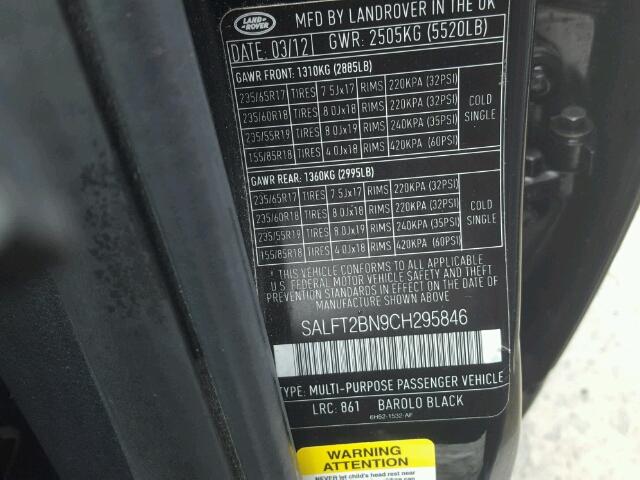 LAND ROVER
MFD BY LANDROVER IN THE UK
DATE: 03/12 GWR: 2505KG (5520LB)
GAWR FRONT: 1310KG (2885LB)
235/65R17 TIRES 7.5Jx17 RIMS 220KPA (32PSI)
235/60R18 TIRES 8.0Jx18 RIMS 220KPA (32PSI)
235/55R19 TIRES 8.0Jx19 RIMS 240KPA (35PSI)
155/85R18 TIRES 4.0Jx18 RIMS 420KPA (60PSI)
COLD
SINGLE
GAWR REAR: 1360KG (2995LB)
235/65R17 TIRES 7.5Jx17 RIMS 220KPA (32PSI)
235/60R18 TIRES 8.0Jx18 RIMS 220KPA (32PSI)
235/55R19 TIRES 8.0Jx19 RIMS 240KPA (35PSI)
155/85R18 TIRES 4.0Jx18 RIMS 420KPA (60PSI)
COLD
SINGLE
* THIS VEHICLE CONFORMS TO ALL APPLICABLE
U.S FEDERAL MOTOR VEHICLE SAFETY AND THEFT
PREVENTION STANDARDS IN EFFECT ON THE DATE
OF MANUFACTURE SHOWN ABOVE *
SALFT2BN9CH295846
TYPE: MULTI-PURPOSE PASSENGER VEHICLE
LRC: 861 BAROLO BLACK
6H52-1532-AF
WARNING
ATTENTION
NEVER let child's head rest near